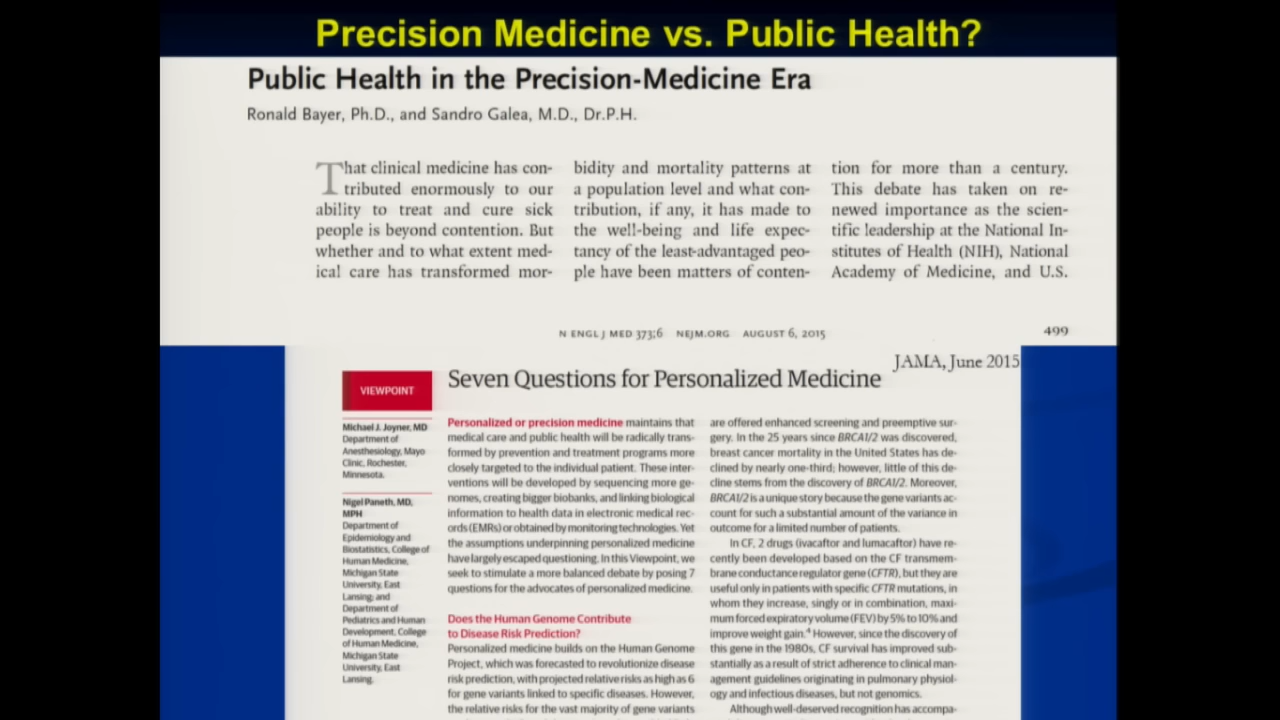 Precision Medicine vs. Public Health?
Public Health in the Precision-Medicine Era
Ronald Bayer, Ph.D., and Sandro Galea, M.D., Dr.P.H.
That clinical medicine has con-
tributed enormously to our
ability to treat and cure sick
people is beyond contention. But
whether and to what extent med-
ical care has transformed mor-
bidity and mortality patterns at
a population level and what con-
tribution, if any, it has made to
the well-being and life expec-
tancy of the least-advantaged peo-
ple have been matters of conten-
tion for more than a century.
This debate has taken on re-
newed importance as the scien-
tific leadership at the National In-
stitutes of Health (NIH), National
Academy of Medicine, and U.S.
N ENGL J MED 373;6 NEJM.ORG AUGUST 6, 2015
499
JAMA, June 2015
VIEWPOINT
Seven Questions for Personalized Medicine
Michael J. Joyner, MD
Department of
Anesthesiology, Mayo
Clinic, Rochester,
Minnesota.
Nigel Paneth, MD,
MPH
Department of
Epidemiology and
Biostatistics, College of
Human Medicine,
Michigan State
University, East
Lansing; and
Department of
Pediatrics and Human
Development, College
of Human Medicine,
Michigan State
University, East
Lansing.
Personalized or precision medicine maintains that
medical care and public health will be radically trans-
formed by prevention and treatment programs more
closely targeted to the individual patient. These inter-
ventions will be developed by sequencing more ge-
nomes, creating bigger biobanks, and linking biological
information to health data in electronic medical rec-
ords (EMRs) or obtained by monitoring technologies. Yet
the assumptions underpinning personalized medicine
have largely escaped questioning. In this Viewpoint, we
seek to stimulate a more balanced debate by posing 7
questions for the advocates of personalized medicine.
Does the Human Genome Contribute
to Disease Risk Prediction?
Personalized medicine builds on the Human Genome
Project, which was forecasted to revolutionize disease
risk prediction, with projected relative risks as high as 6
for gene variants linked to specific diseases. However,
the relative risks for the vast majority of gene variants
are offered enhanced screening and preemptive sur-
gery. In the 25 years since BRCA1/2 was discovered,
breast cancer mortality in the United States has de-
clined by nearly one-third; however, little of this de-
cline stems from the discovery of BRCA1/2. Moreover,
BRCA1/2 is a unique story because the gene variants ac-
count for such a substantial amount of the variance in
outcome for a limited number of patients.
In CF, 2 drugs (ivacaftor and lumacaftor) have re-
cently been developed based on the CF transmem-
brane conductance regulator gene (CFTR), but they are
useful only in patients with specific CFTR mutations, in
whom they increase, singly or in combination, maxi-
mum forced expiratory volume (FEV) by 5% to 10% and
improve weight gain.4 However, since the discovery of
this gene in the 1980s, CF survival has improved sub-
stantially as a result of strict adherence to clinical man-
agement guidelines originating in pulmonary physiol-
ogy and infectious diseases, but not genomics.
Although well-deserved recognition has accompa-